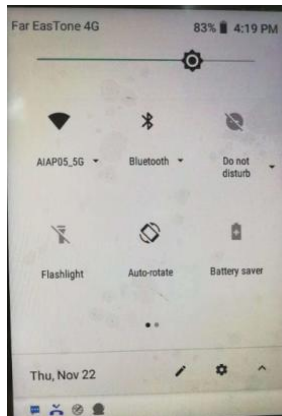 Far EasTone 4G 83% 4:19 PM
AIAP05_5G Bluetooth Do not disturb
Flashlight Auto-rotate Battery saver
Thu, Nov 22